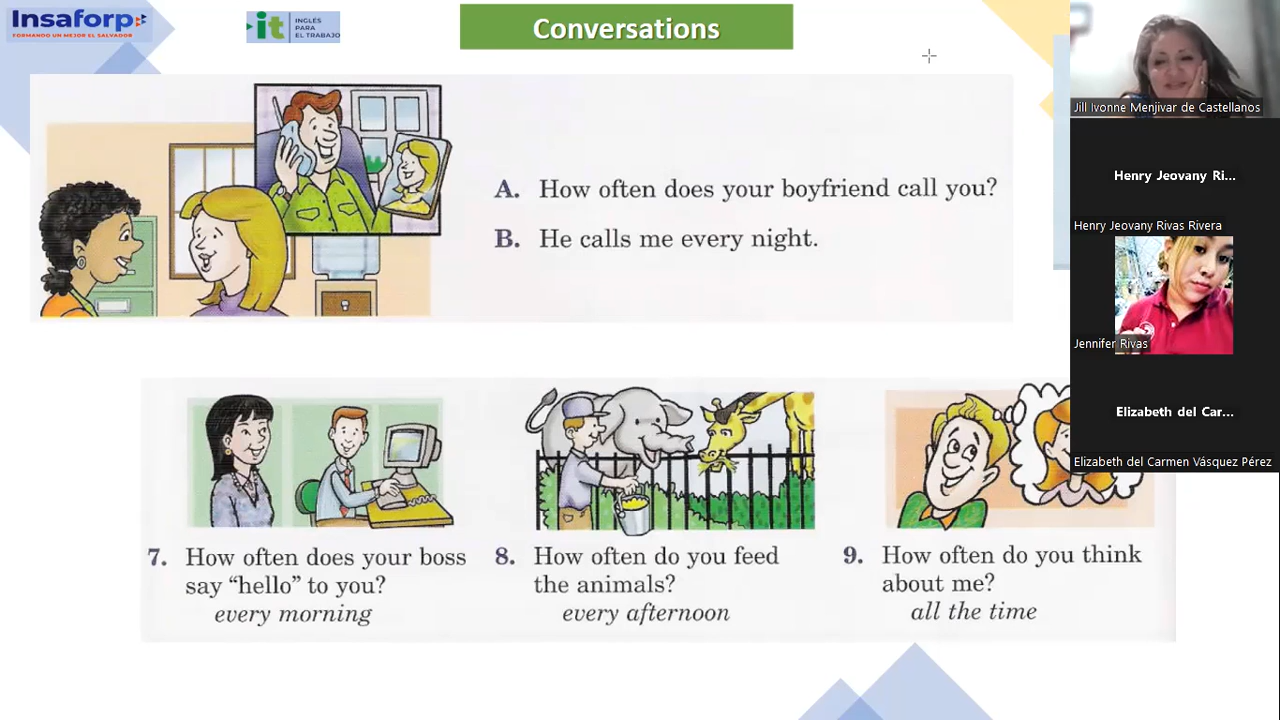 Insaforp
FORMANDO UN MEJOR EL SALVADOR
it
INGLÉS
PARA
EL TRABAJO
Conversations
A. How often does your boyfriend call you?
B. He calls me every night.
7. How often does your boss
say “hello” to you?
every morning
8. How often do you feed
the animals?
every afternoon
9. How often do you think
about me?
all the time
Jill Ivonne Menjivar de Castellanos
Henry Jeovany Ri...
Henry Jeovany Rivas Rivera
Jennifer Rivas
Elizabeth del Car...
Elizabeth del Carmen Vásquez Pérez